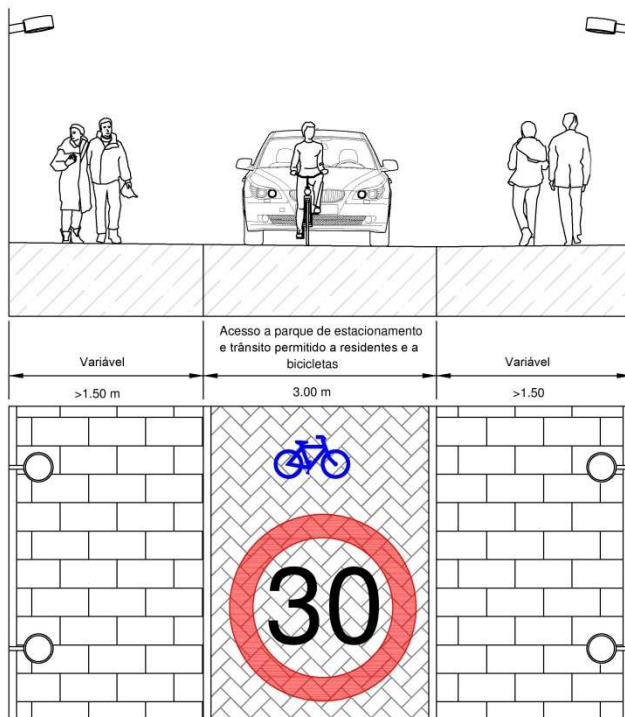 Variável
>1.50 m
Acesso a parque de estacionamento
e trânsito permitido a residentes e a
bicicletas
3.00 m
Variável
>1.50
30